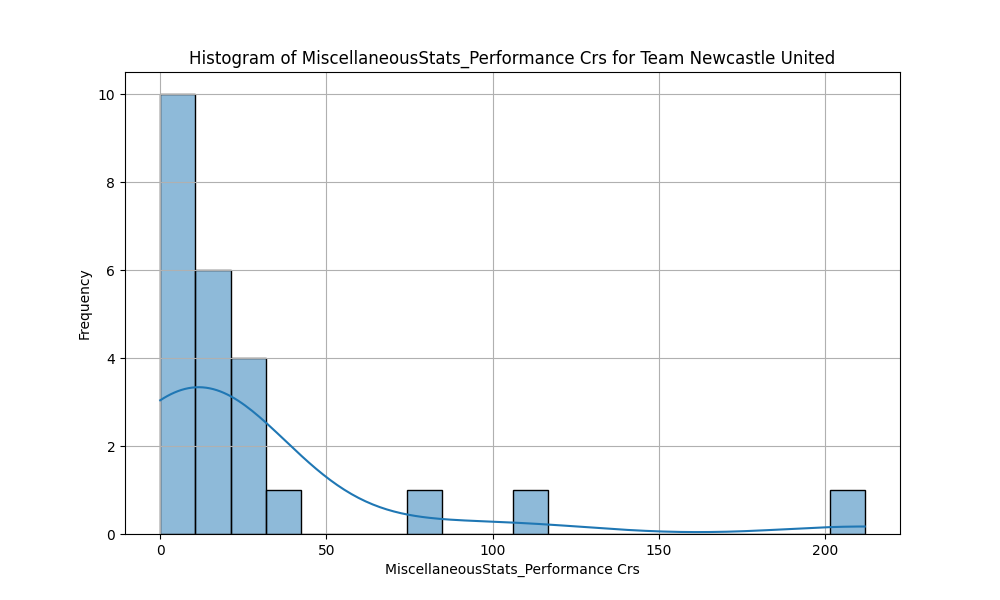 Histogram of MiscellaneousStats_Performance Crs for Team Newcastle United
10
8
6
4
2
0
Frequency
0 50 100 150 200
MiscellaneousStats_Performance Crs